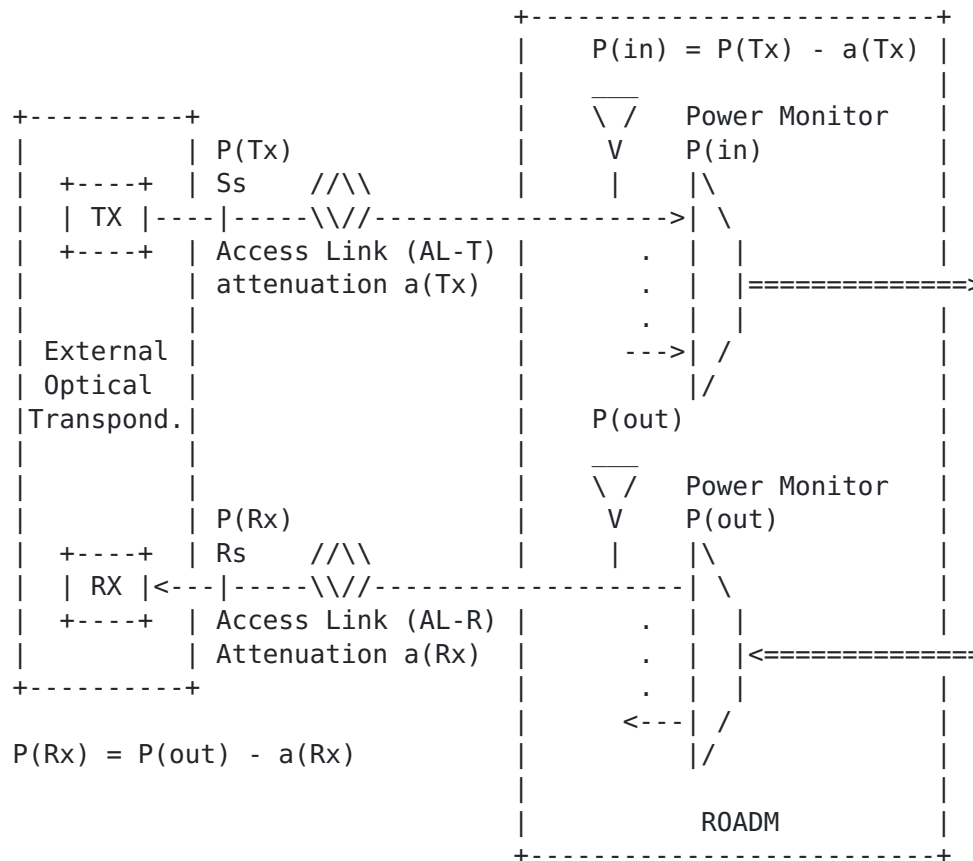 P(in) = P(Tx) - a(Tx)
Power Monitor
P(Tx) V P(in)
Ss
TX
Access Link (AL-T)
attenuation a(Tx)
External
Optical
Transpond.
P(out)
Power Monitor
P(Rx) V P(out)
Rs
RX
Access Link (AL-R)
Attenuation a(Rx)
P(Rx) = P(out) - a(Rx)
ROADM